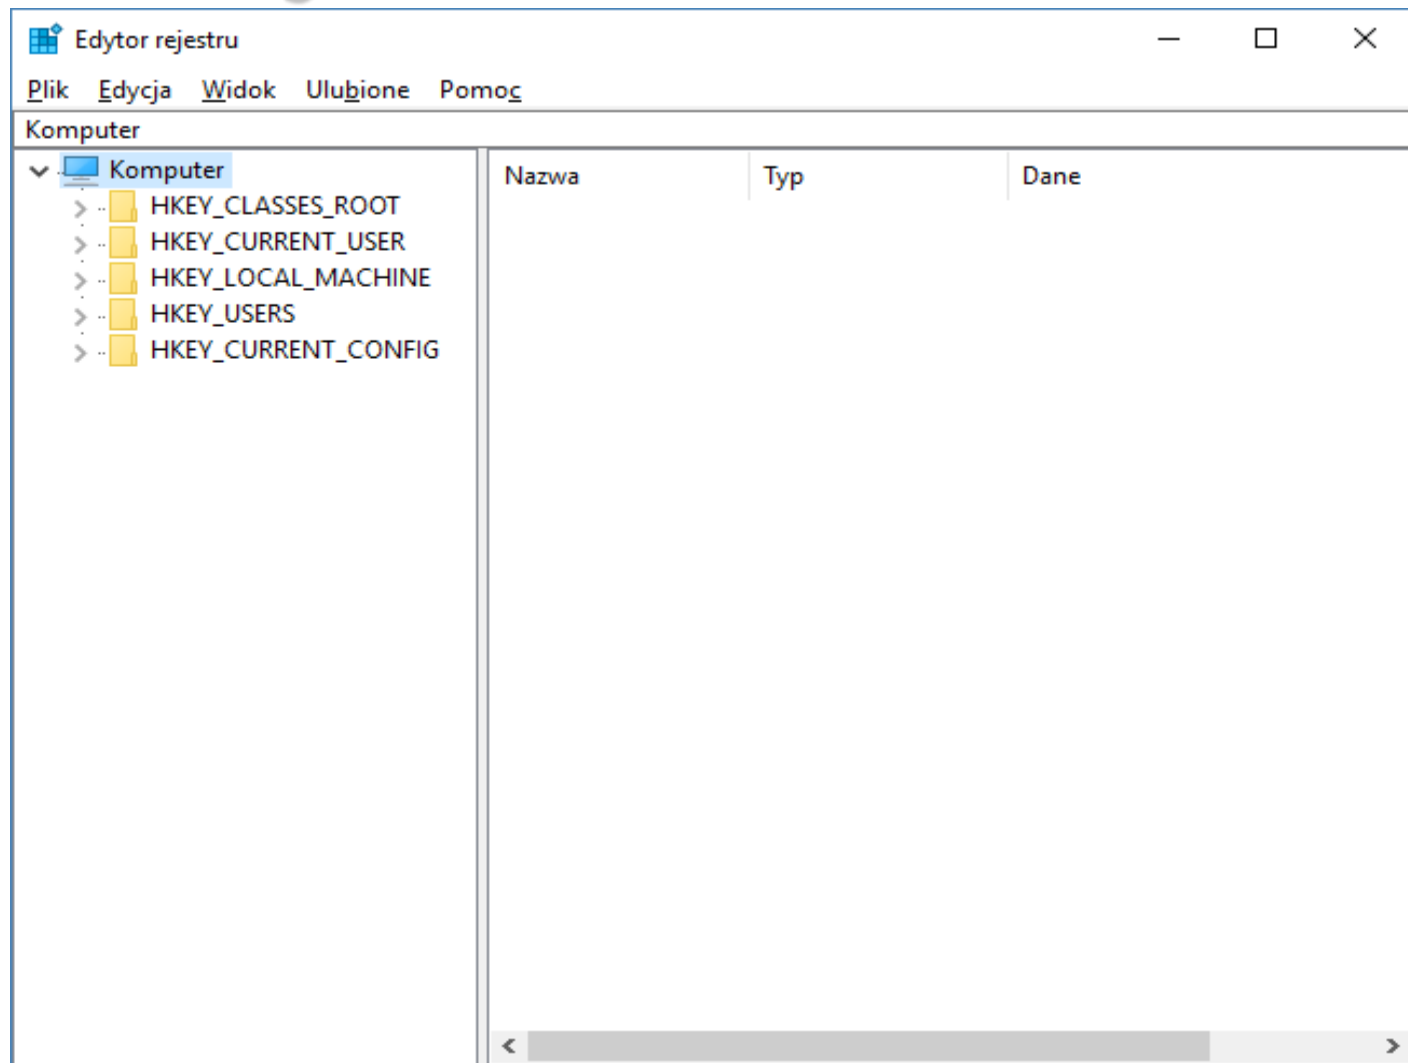 Edytor rejestru
Plik Edycja Widok Ulubione Pomoc
Komputer
Komputer
HKEY_CLASSES_ROOT
HKEY_CURRENT_USER
HKEY_LOCAL_MACHINE
HKEY_USERS
HKEY_CURRENT_CONFIG
Nazwa Typ Dane